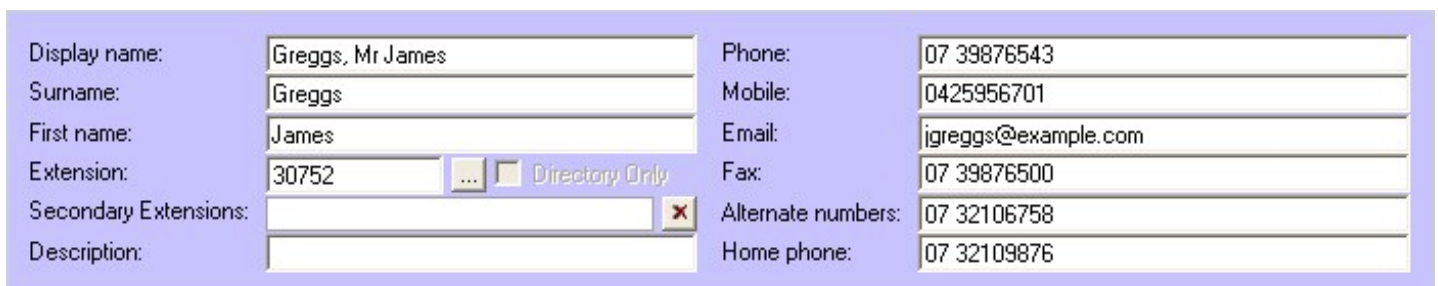 Display name: Greggs, Mr James
Surname: Greggs
First name: James
Extension: 30752 ... Directory Only
Secondary Extensions:
Description:
Phone: 07 39876543
Mobile: 0425956701
Email: jgreggs@example.com
Fax: 07 39876500
Alternate numbers: 07 32106758
Home phone: 07 32109876